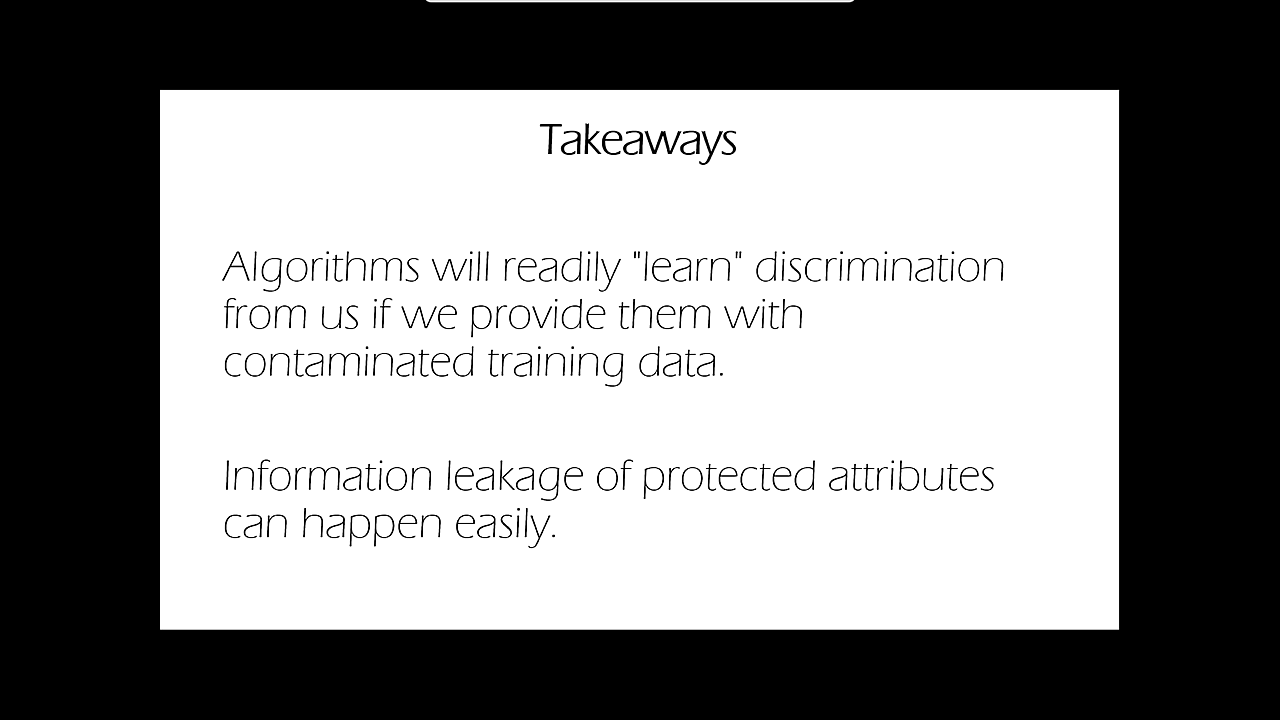 Takeaways
Algorithms will readily "learn" discrimination
from us if we provide them with
contaminated training data.
Information leakage of protected attributes
can happen easily.